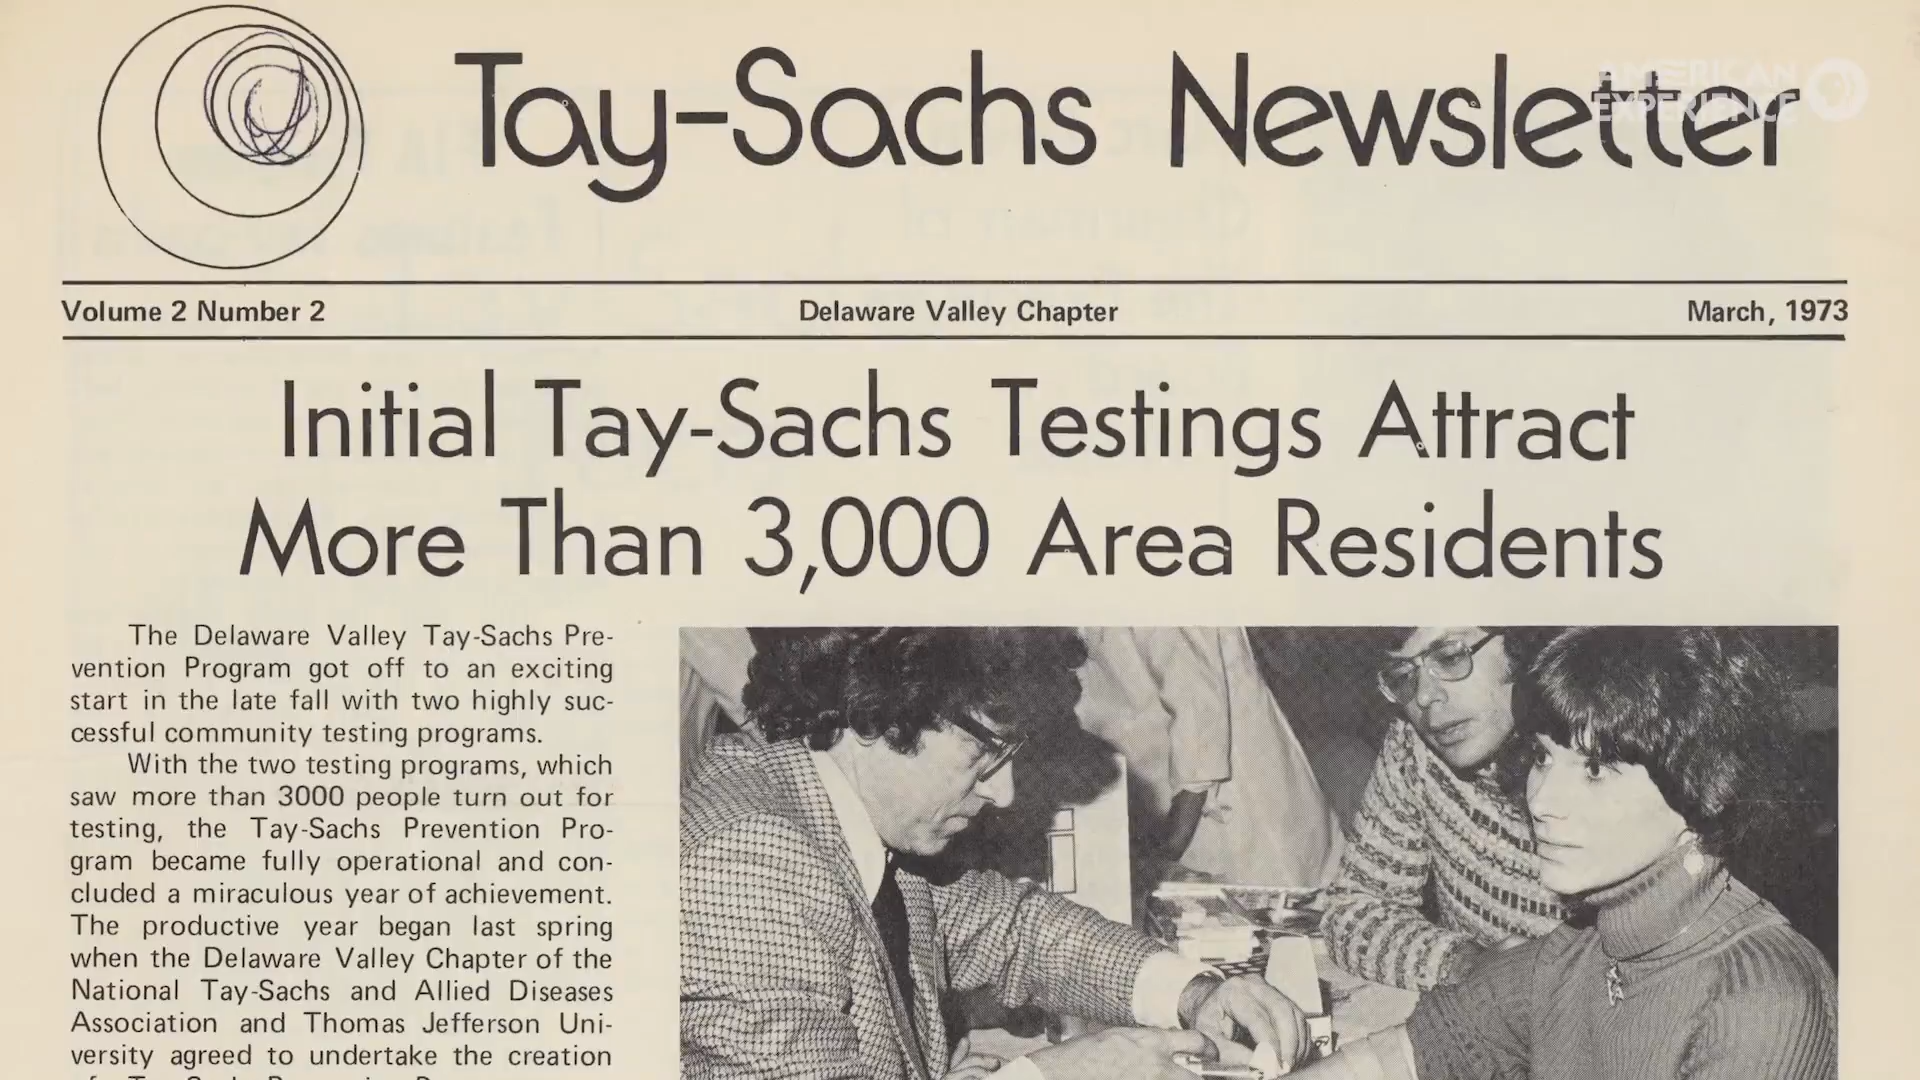 Tay-Sachs Newsletter
AMERICAN
EXPERIENCE
Volume 2 Number 2
Delaware Valley Chapter
March, 1973
Initial Tay-Sachs Testings Attract
More Than 3,000 Area Residents
The Delaware Valley Tay-Sachs Pre-
vention Program got off to an exciting
start in the late fall with two highly suc-
cessful community testing programs.
With the two testing programs, which
saw more than 3000 people turn out for
testing, the Tay-Sachs Prevention Pro-
gram became fully operational and con-
cluded a miraculous year of achievement.
The productive year began last spring
when the Delaware Valley Chapter of the
National Tay-Sachs and Allied Diseases
Association and Thomas Jefferson Uni-
versity agreed to undertake the creation